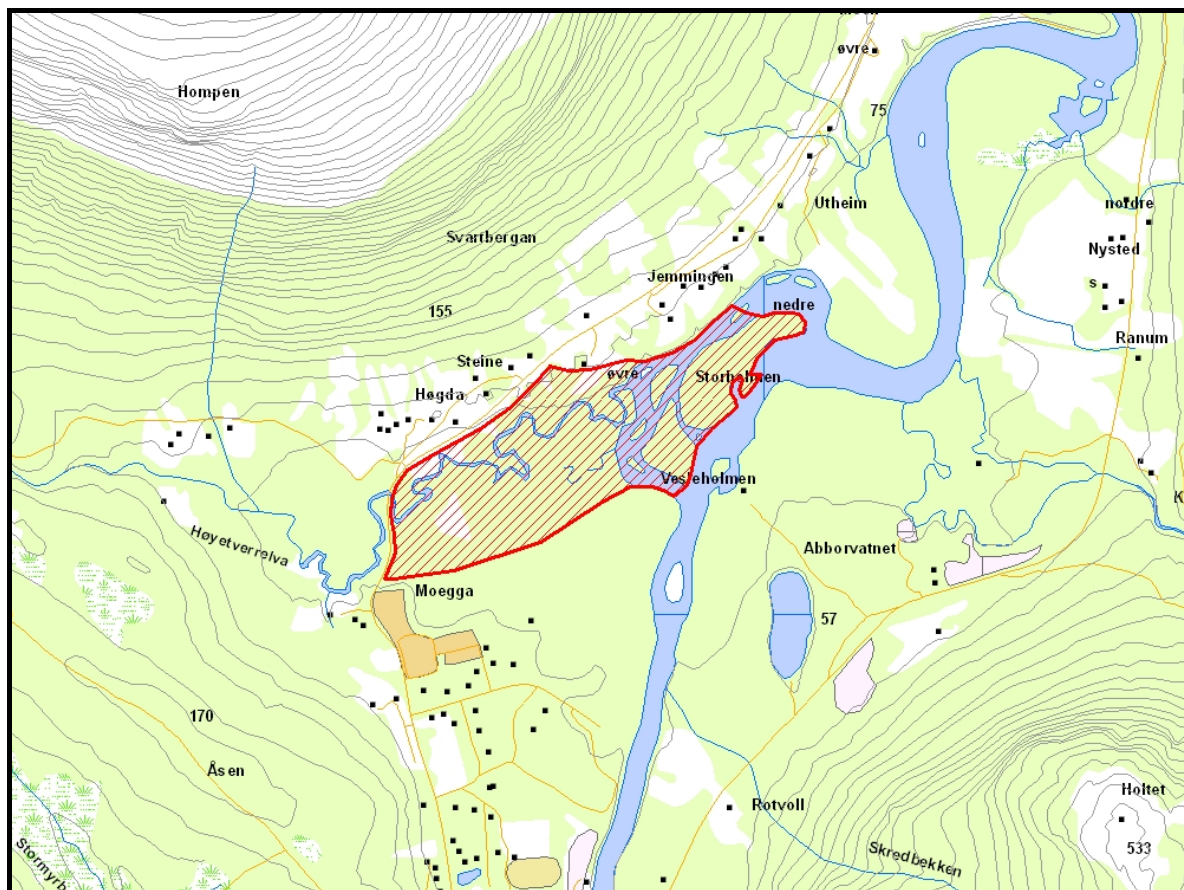 øvre
Hompen
75
Utheim
nordre
Svartbergan
Nysted
Jemmingen
s
nedre
155
Ranum
Steine
øvre
Storholmen
Høgda
Vesleholmen
K
Høyetverrelva
Abborvatnet
Moegga
57
170
Åsen
Holtet
Rotvoll
533
Skredbekken
Stormyrb